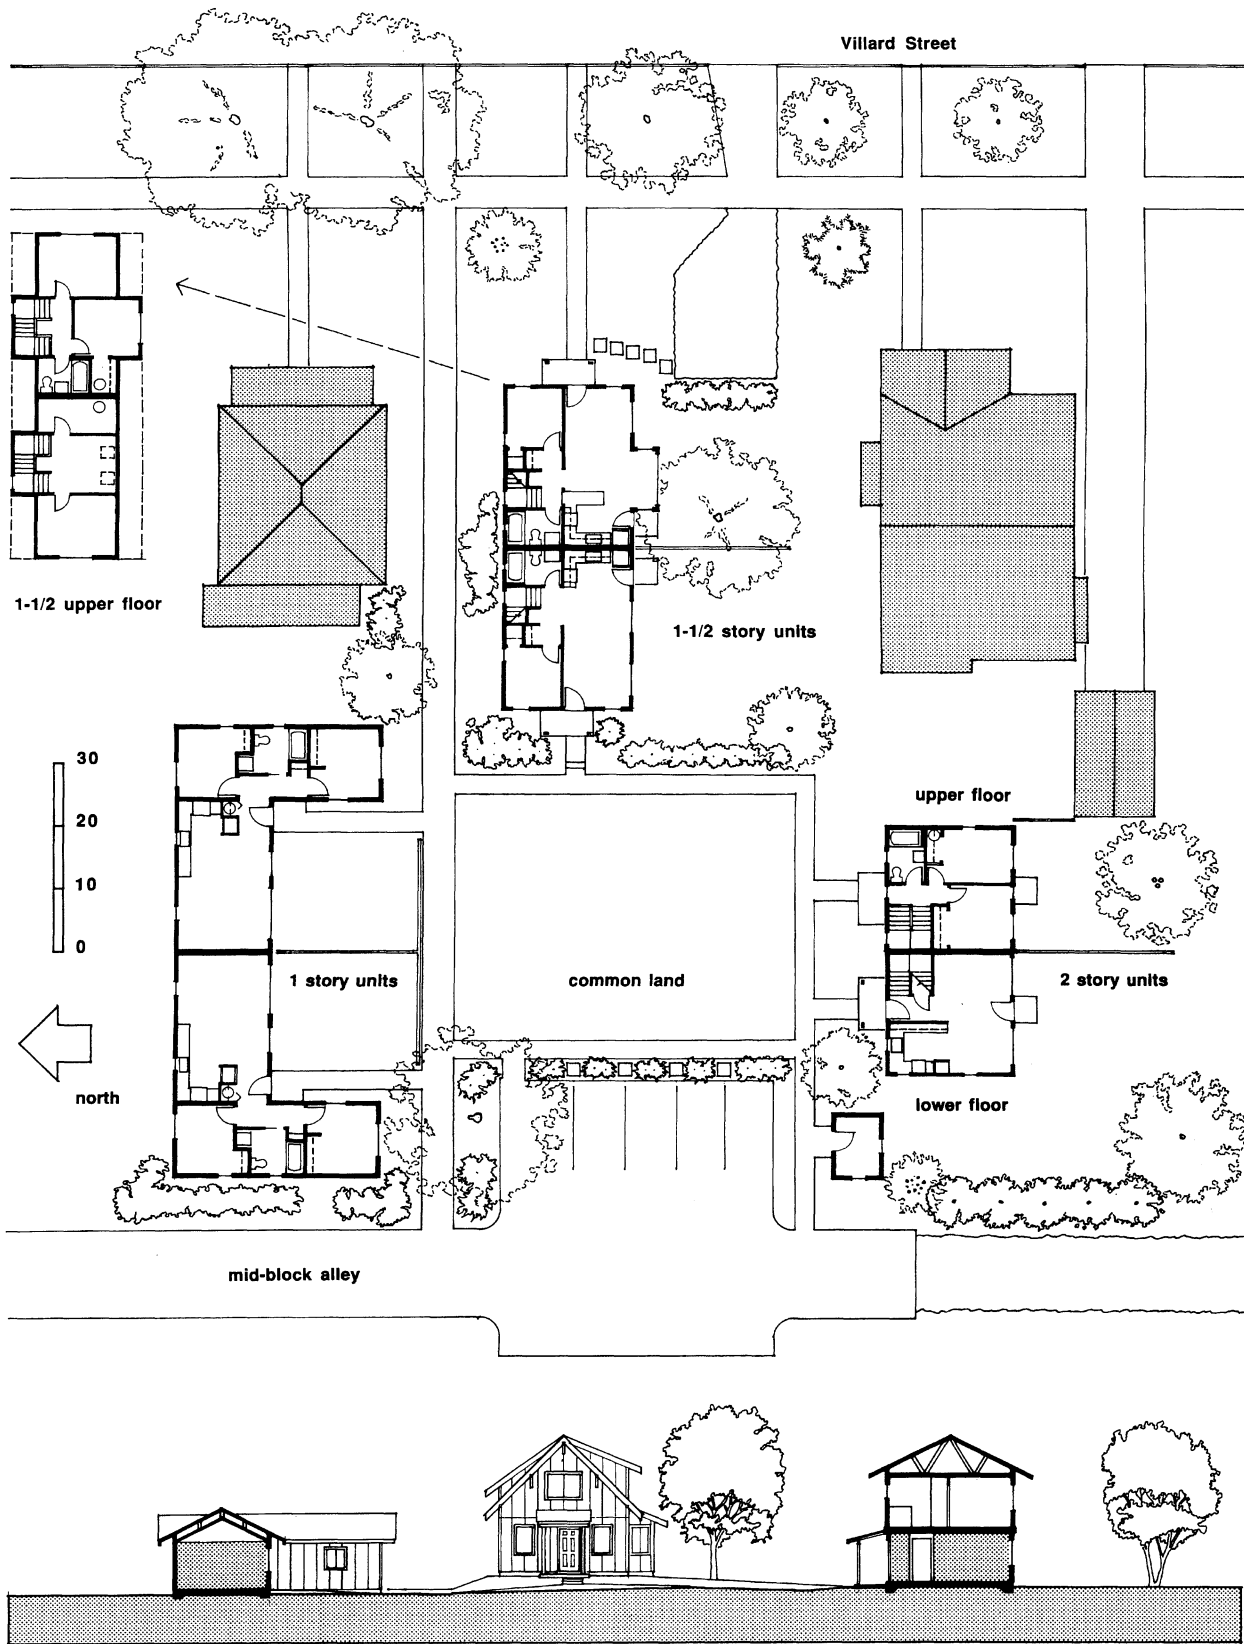 Villard Street
1-1/2 upper floor
1-1/2 story units
30
20
10
0
upper floor
1 story units
common land
2 story units
north
lower floor
mid-block alley